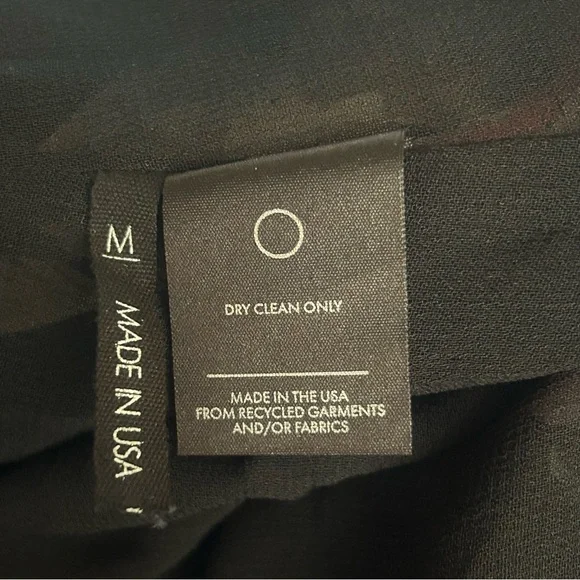 M
MADE IN USA
DRY CLEAN ONLY
MADE IN THE USA
FROM RECYCLED GARMENTS
AND/OR FABRICS